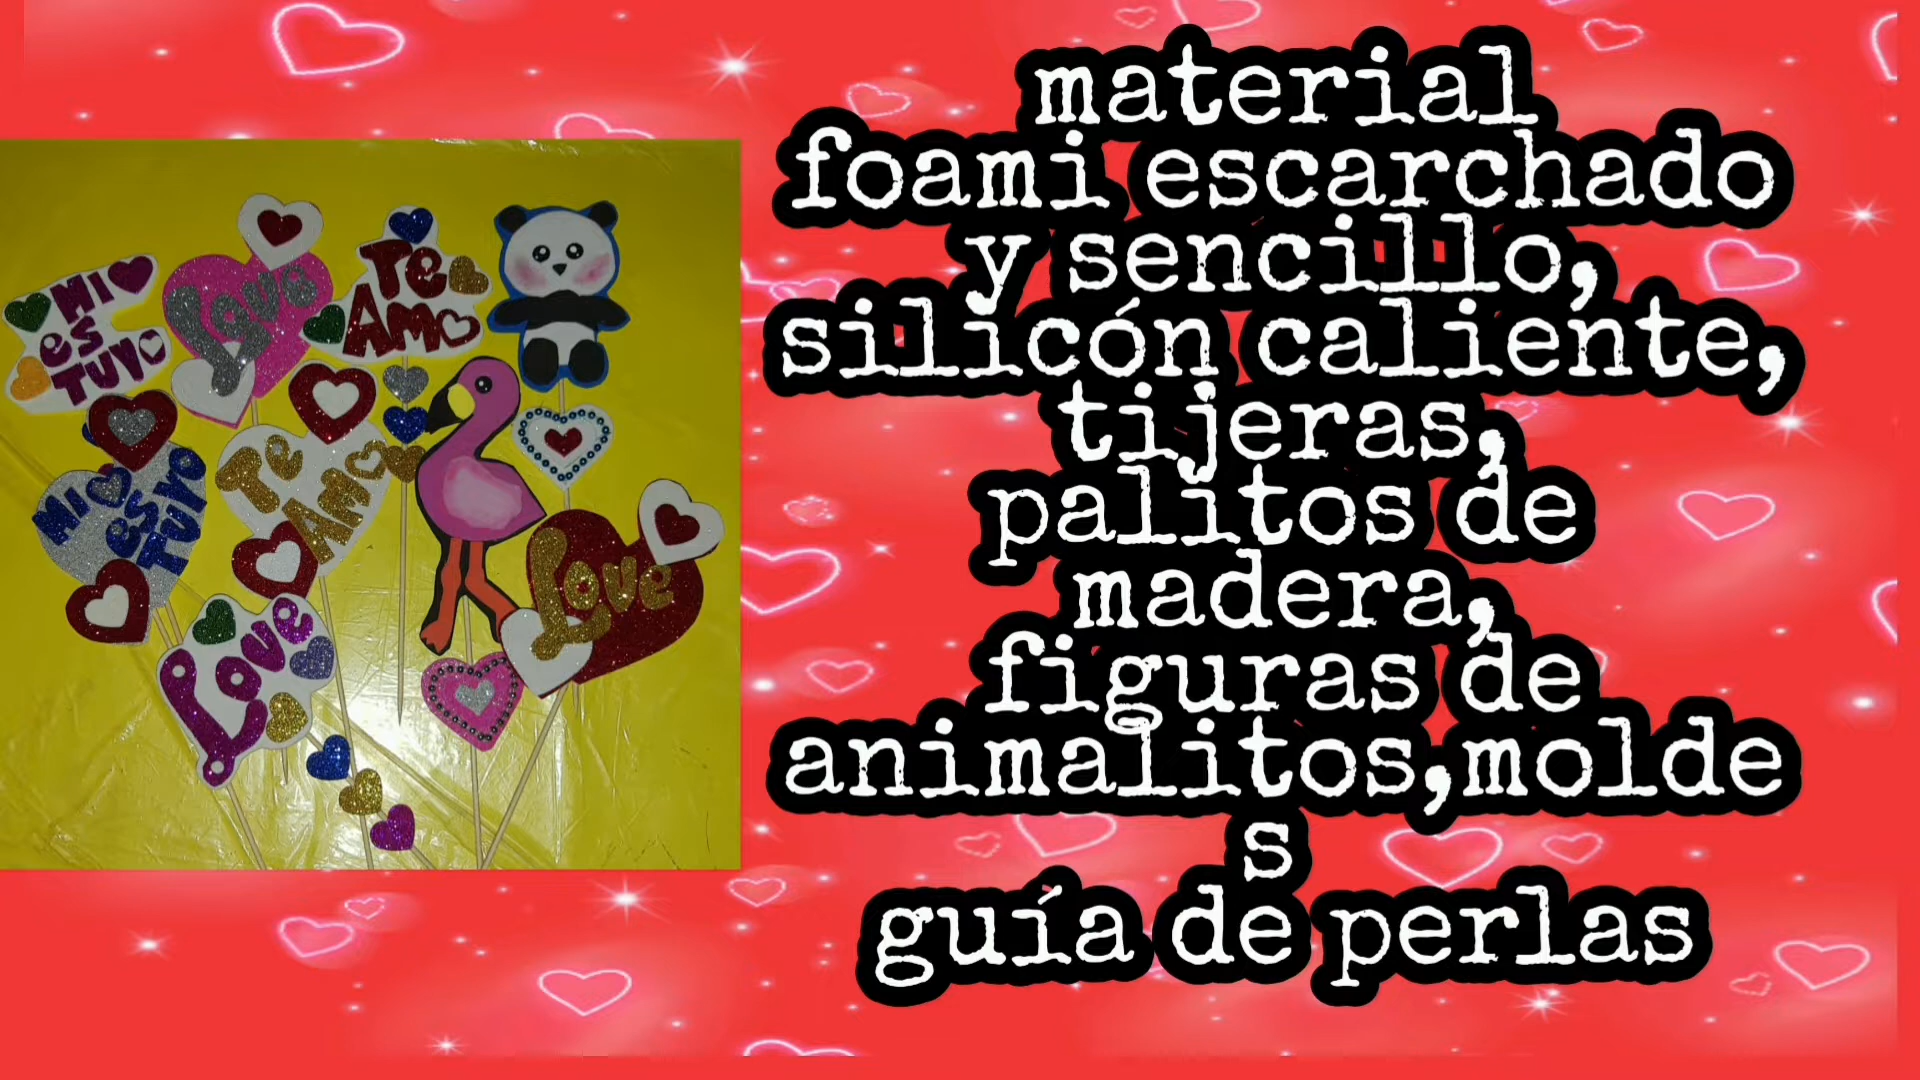 material
foami escarchado
y sencillo,
silicón caliente,
tijeras,
palitos de
madera,
figuras de
animalitos,molde
s
guía de perlas
MI
es
TUYO
Love
Te
AMO
MI
es
TUYO
Te
AM
Love
Love